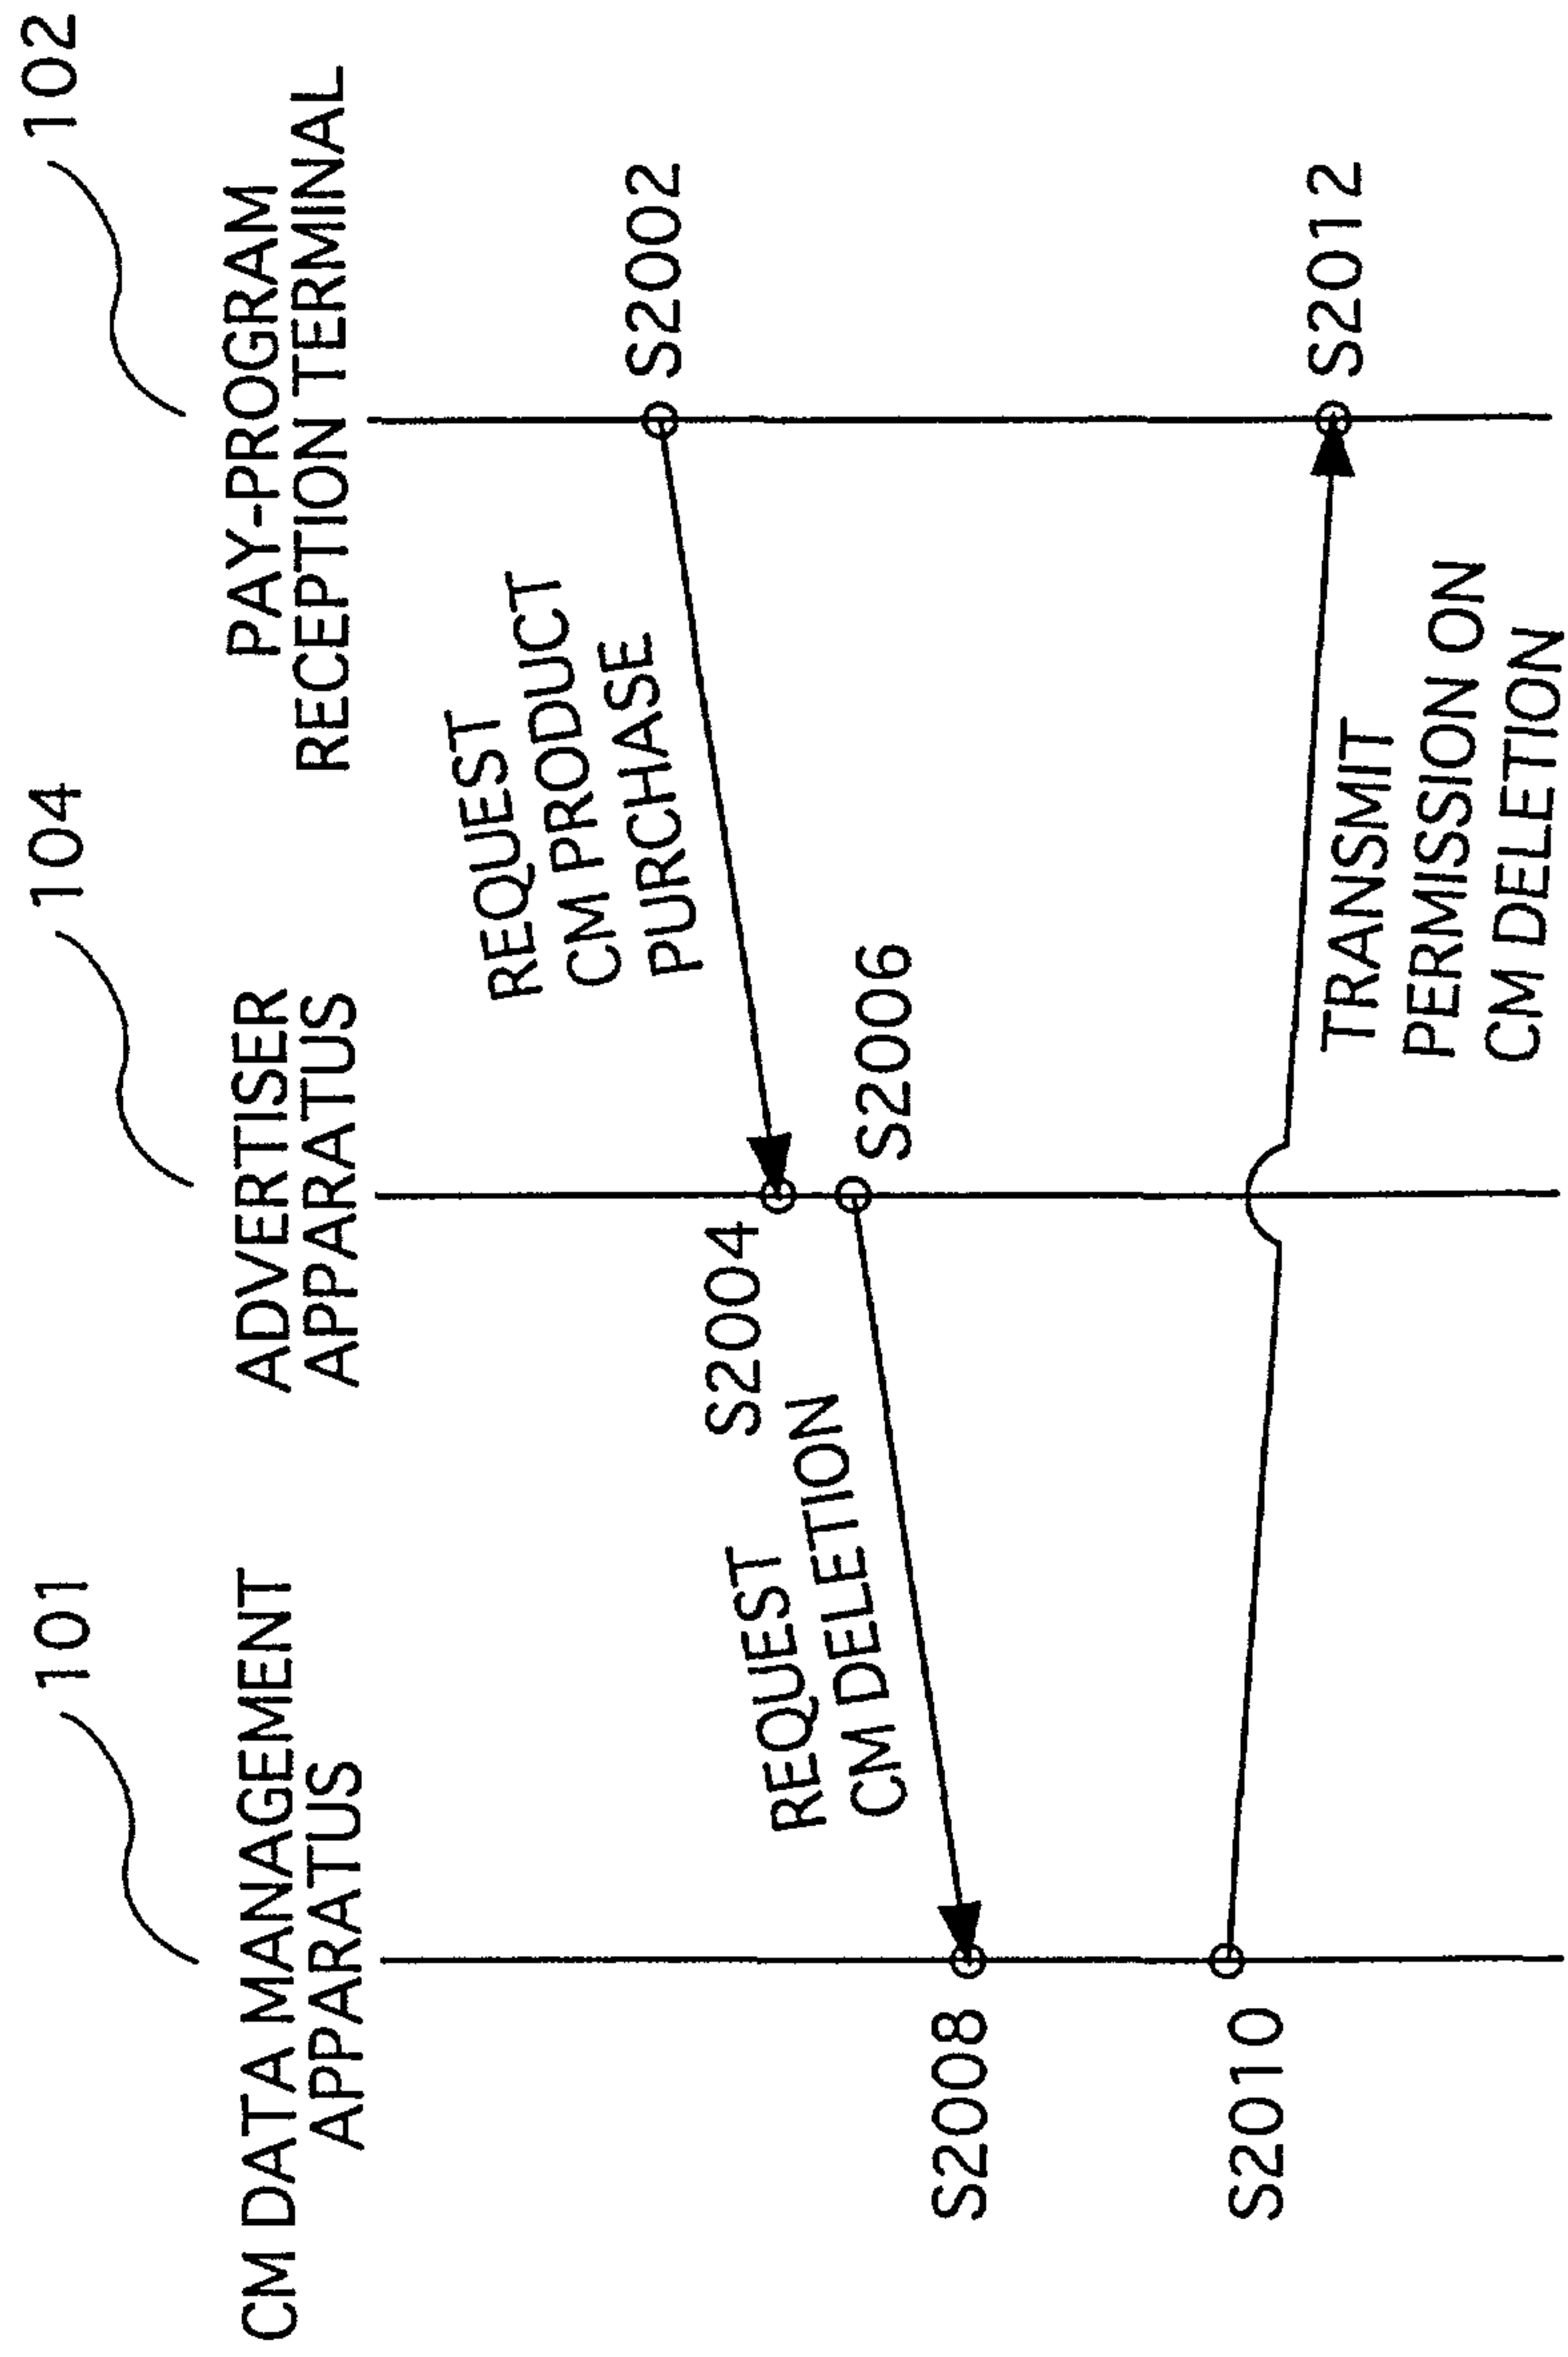 101
104
102
CM DATA MANAGEMENT
APPARATUS
ADVERTISER
APPARATUS
PAY-PROGRAM
RECEPTION TERMINAL
REQUEST
CM PRODUCT
PURCHASE
S2002
S2004
S2006
REQUEST
CM DELETION
S2008
S2010
S2012
TRANSMIT
PERMISSION ON
CM DELETION